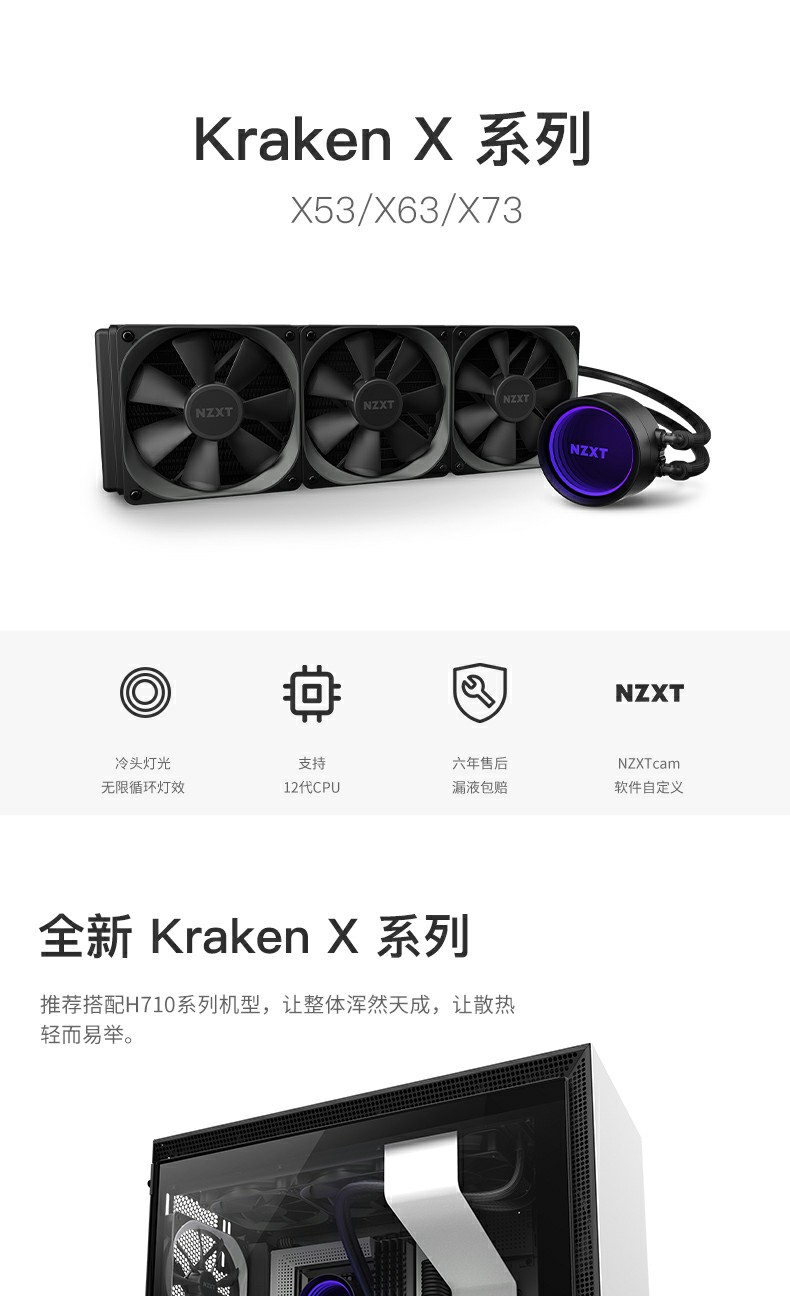 Kraken X 系列
X53/X63/X73
NZXT
NZXT
NZXT
NZXT
NZXT
冷头灯光
无限循环灯效
支持
12代CPU
六年售后
漏液包赔
NZXTcam
软件自定义
全新 Kraken X 系列
推荐搭配H710系列机型，让整体浑然天成，让散热
轻而易举。